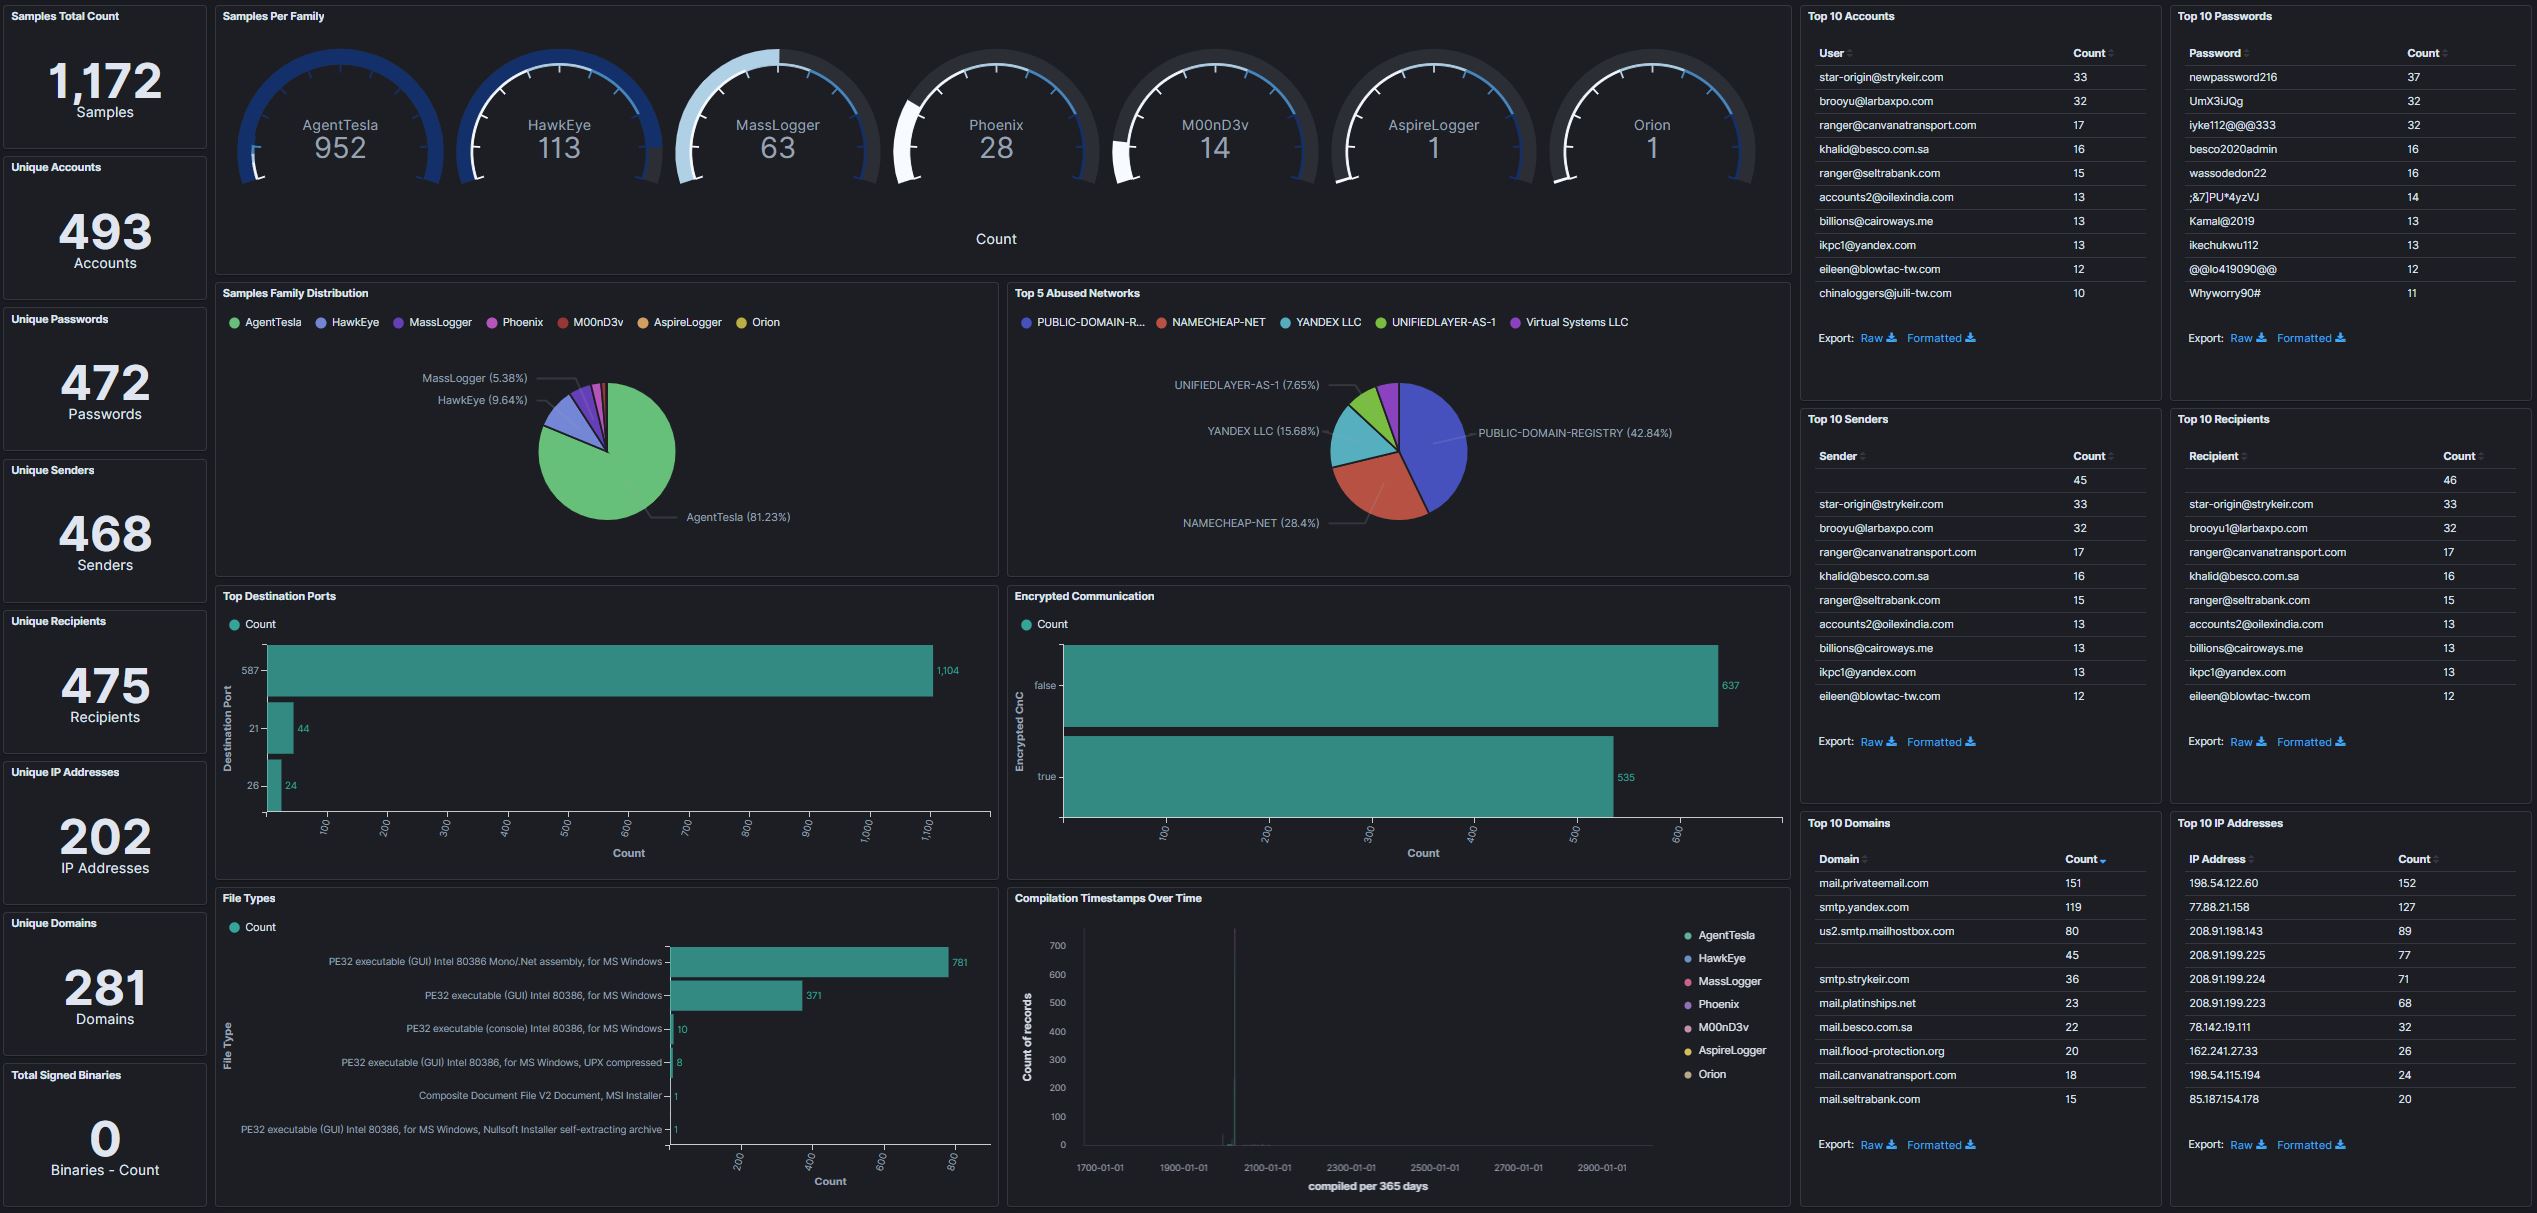 Samples Total Count
1,172
Samples
Unique Accounts
493
Accounts
Unique Passwords
472
Passwords
Unique Senders
468
Senders
Unique Recipients
475
Recipients
Unique IP Addresses
202
IP Addresses
Unique Domains
281
Domains
Total Signed Binaries
0
Binaries - Count
Samples Per Family
AgentTesla
952
HawkEye
113
MassLogger
63
Phoenix
28
M00nD3v
14
AspireLogger
1
Orion
1
Count
Samples Family Distribution
AgentTesla HawkEye MassLogger Phoenix M00nD3v AspireLogger Orion
MassLogger (5.38%)
HawkEye (9.64%)
AgentTesla (81.23%)
Top 5 Abused Networks
PUBLIC-DOMAIN-R... NAMECHEAP-NET YANDEX LLC UNIFIEDLAYER-AS-1 Virtual Systems LLC
UNIFIEDLAYER-AS-1 (7.65%)
YANDEX LLC (15.68%)
PUBLIC-DOMAIN-REGISTRY (42.84%)
NAMECHEAP-NET (28.4%)
Top Destination Ports
Count
Destination Port
587 1,104
21 44
26 24
100 200 300 400 500 600 700 800 900 1,000 1,100
Count
Encrypted Communication
Count
Encrypted CnC
false 637
true 535
100 200 300 400 500 600
Count
File Types
Count
File Type
PE32 executable (GUI) Intel 80386 Mono/.Net assembly, for MS Windows 781
PE32 executable (GUI) Intel 80386, for MS Windows 371
PE32 executable (console) Intel 80386, for MS Windows 10
PE32 executable (GUI) Intel 80386, for MS Windows, UPX compressed 8
Composite Document File V2 Document, MSI Installer 1
PE32 executable (GUI) Intel 80386, for MS Windows, Nullsoft Installer self-extracting archive 1
200 400 600 800
Count
Compilation Timestamps Over Time
Count of records
700
600
500
400
300
200
100
0
1700-01-01 1900-01-01 2100-01-01 2300-01-01 2500-01-01 2700-01-01 2900-01-01
compiled per 365 days
AgentTesla
HawkEye
MassLogger
Phoenix
M00nD3v
AspireLogger
Orion
Top 10 Accounts
User Count
star-origin@strykeir.com 33
brooyu@larbaxpo.com 32
ranger@canvanatransport.com 17
khalid@besco.com.sa 16
ranger@seltrabank.com 15
accounts2@oilexindia.com 13
billions@cairoways.me 13
ikpc1@yandex.com 13
eileen@blowtac-tw.com 12
chinaloggers@juili-tw.com 10
Export: Raw Formatted
Top 10 Passwords
Password Count
newpassword216 37
UmX3iJQg 32
iyke112@@@333 32
besco2020admin 16
wassodedon22 16
;&7]PU*4yzVJ 14
Kamal@2019 13
ikechukwu112 13
@@lo419090@@ 12
Whyworry90# 11
Export: Raw Formatted
Top 10 Senders
Sender Count
45
star-origin@strykeir.com 33
brooyu@larbaxpo.com 32
ranger@canvanatransport.com 17
khalid@besco.com.sa 16
ranger@seltrabank.com 15
accounts2@oilexindia.com 13
billions@cairoways.me 13
ikpc1@yandex.com 13
eileen@blowtac-tw.com 12
Export: Raw Formatted
Top 10 Recipients
Recipient Count
46
star-origin@strykeir.com 33
brooyu1@larbaxpo.com 32
ranger@canvanatransport.com 17
khalid@besco.com.sa 16
ranger@seltrabank.com 15
accounts2@oilexindia.com 13
billions@cairoways.me 13
ikpc1@yandex.com 13
eileen@blowtac-tw.com 12
Export: Raw Formatted
Top 10 Domains
Domain Count
mail.privateemail.com 151
smtp.yandex.com 119
us2.smtp.mailhostbox.com 80
45
smtp.strykeir.com 36
mail.platinships.net 23
mail.besco.com.sa 22
mail.flood-protection.org 20
mail.canvanatransport.com 18
mail.seltrabank.com 15
Export: Raw Formatted
Top 10 IP Addresses
IP Address Count
198.54.122.60 152
77.88.21.158 127
208.91.198.143 89
208.91.199.225 77
208.91.199.224 71
208.91.199.223 68
78.142.19.111 32
162.241.27.33 26
198.54.115.194 24
85.187.154.178 20
Export: Raw Formatted